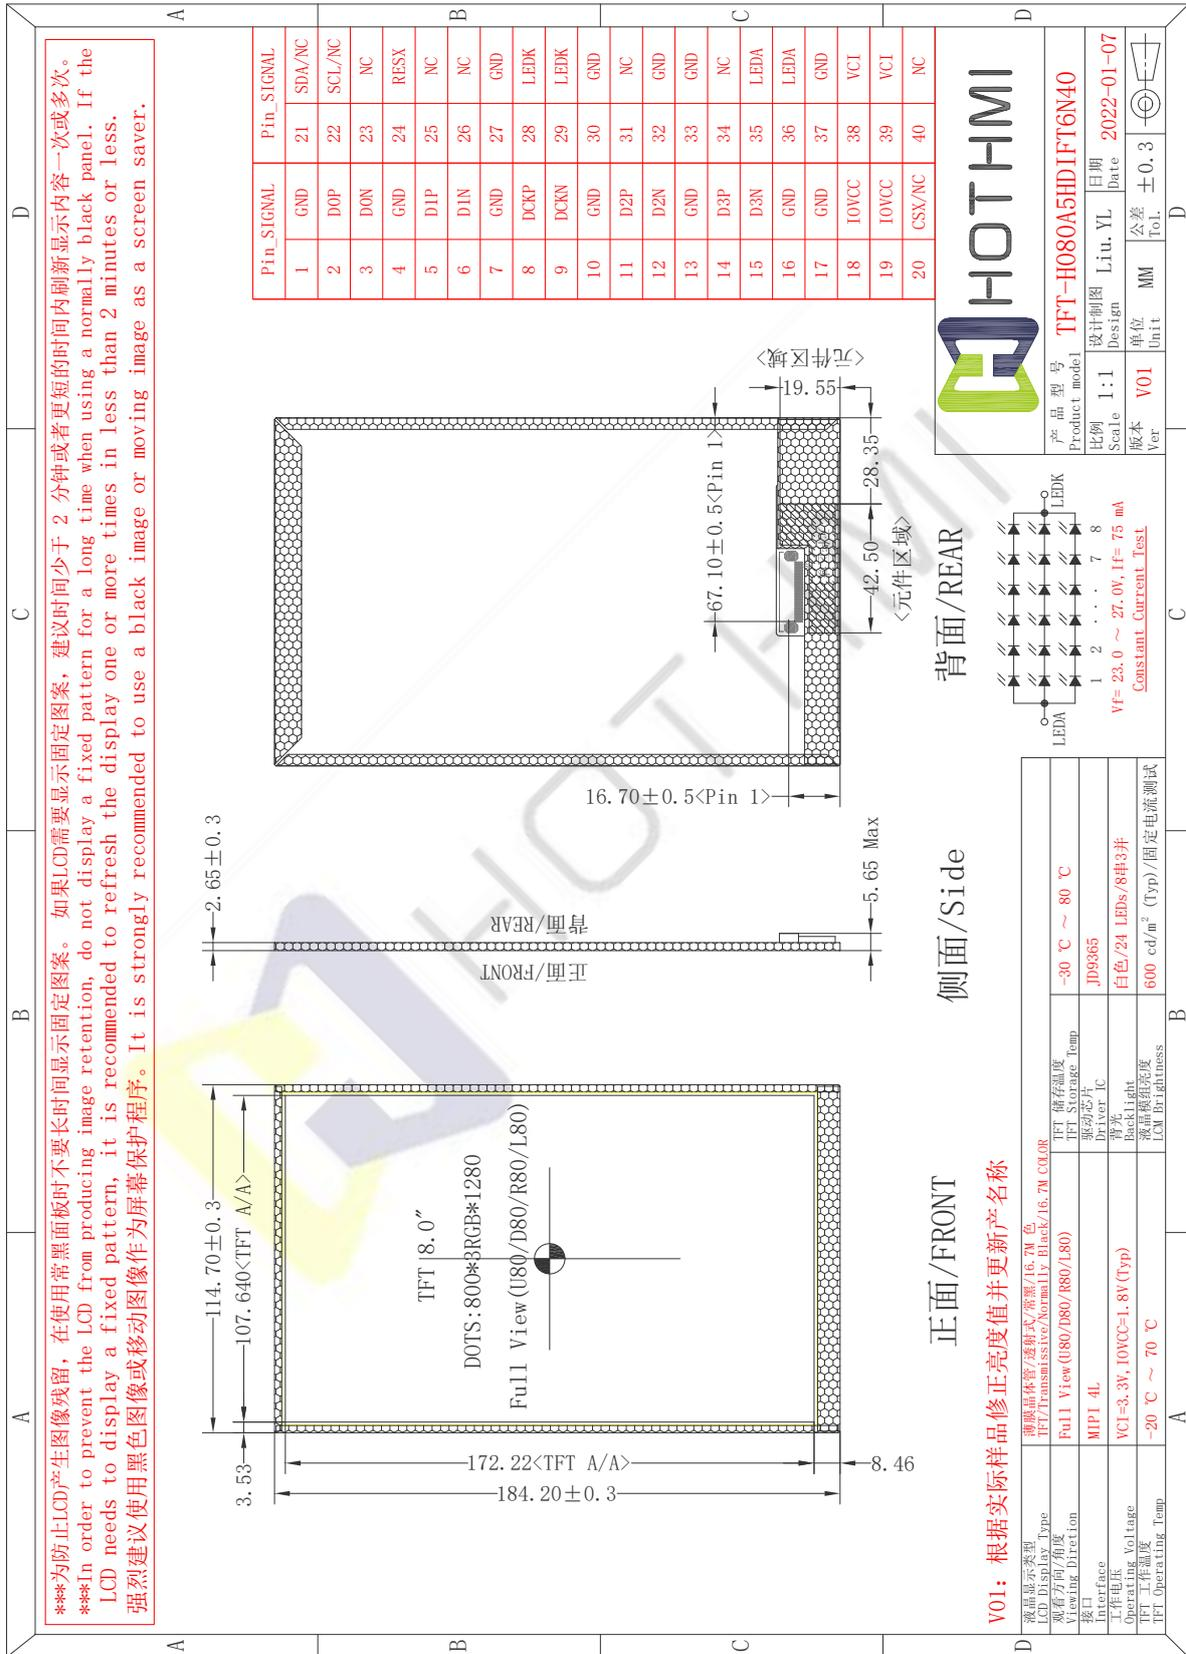 ***为防止LCD产生图像残留, 在使用常黑面板时不要长时间显示固定图案。 如果LCD需要显示固定图案, 建议时间少于 2 分钟或者更短的时间内刷新显示内容一次或多次。
***In order to prevent the LCD from producing image retention, do not display a fixed pattern for a long time when using a normally black panel. If the
LCD needs to display a fixed pattern, it is recommended to refresh the display one or more times in less than 2 minutes or less.
强烈建议使用黑色图像或移动图像作为屏幕保护程序。It is strongly recommended to use a black image or moving image as a screen saver.
A B C D
A B C D
A B C D
A B C D
114.70±0.3
107.640<TFT A/A>
3.53
172.22<TFT A/A>
184.20±0.3
8.46
TFT 8.0"
DOTS:800*3RGB*1280
Full View(U80/D80/R80/L80)
正面/FRONT
2.65±0.3
正面/FRONT
背面/REAR
5.65 Max
侧面/Side
16.70±0.5<Pin 1>
67.10±0.5<Pin 1>
19.55
<元件区域>
28.35
42.50
<元件区域>
背面/REAR
Pin_SIGNAL Pin_SIGNAL
1 GND 21 SDA/NC
2 D0P 22 SCL/NC
3 D0N 23 NC
4 GND 24 RESX
5 D1P 25 NC
6 D1N 26 NC
7 GND 27 GND
8 DCKP 28 LEDK
9 DCKN 29 LEDK
10 GND 30 GND
11 D2P 31 NC
12 D2N 32 GND
13 GND 33 GND
14 D3P 34 NC
15 D3N 35 LEDA
16 GND 36 LEDA
17 GND 37 GND
18 IOVCC 38 VCI
19 IOVCC 39 VCI
20 CSX/NC 40 NC
LEDA
LEDK
1 2 . . . 7 8
Vf= 23.0 ~ 27.0V, If= 75 mA
Constant Current Test
V01: 根据实际样品修正亮度值并更新产名称
液晶显示类型
LCD Display Type
薄膜晶体管/透射式/常黑/16.7M 色
TFT/Transmissive/Normally Black/16.7M COLOR
观看方向/角度
Viewing Diretion
Full View(U80/D80/R80/L80)
接口
Interface
MIPI 4L
工作电压
Operating Voltage
VCI=3.3V, IOVCC=1.8V(Typ)
TFT 工作温度
TFT Operating Temp
-20 ℃ ~ 70 ℃
TFT 储存温度
TFT Storage Temp
-30 ℃ ~ 80 ℃
驱动芯片
Driver IC
JD9365
背光
Backlight
白色/24 LEDs/8串3并
液晶模组亮度
LCM Brightness
600 cd/m² (Typ)/固定电流测试
HOTHMI
产 品 型 号
Product model
TFT-H080A5HDIFT6N40
比例
Scale
1:1
设计制图
Design
Liu. YL
日期
Date
2022-01-07
版本
Ver
V01
单位
Unit
MM
公差
Tol.
±0.3
HOTHMI